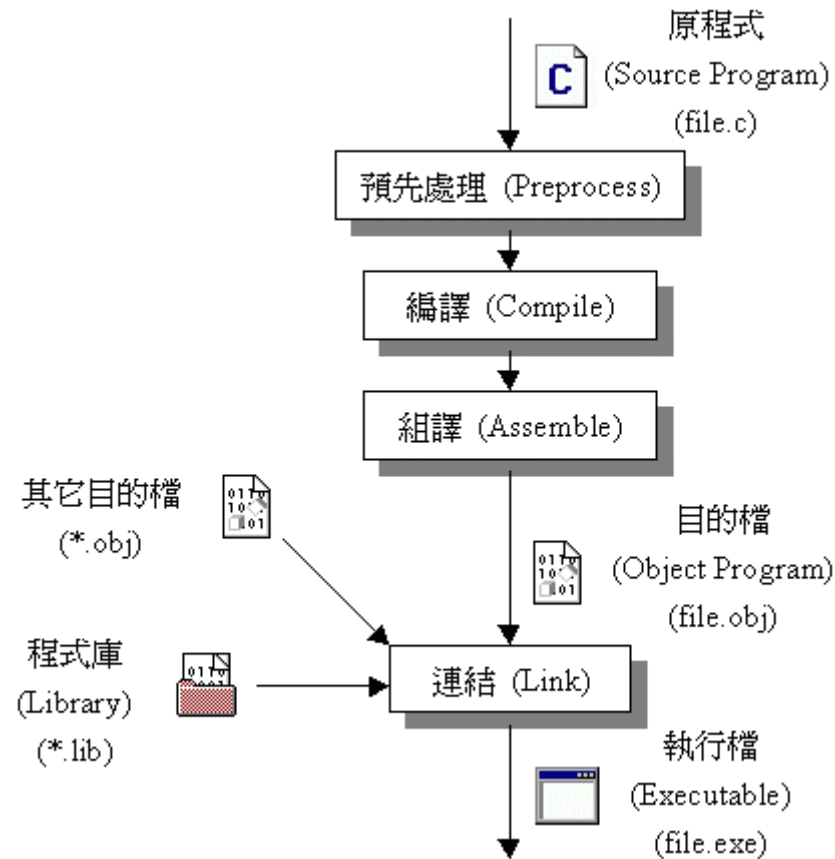 原程式
C
(Source Program)
(file.c)
預先處理 (Preprocess)
編譯 (Compile)
組譯 (Assemble)
其它目的檔
(*.obj)
目的檔
(Object Program)
(file.obj)
程式庫
(Library)
(*.lib)
連結 (Link)
執行檔
(Executable)
(file.exe)